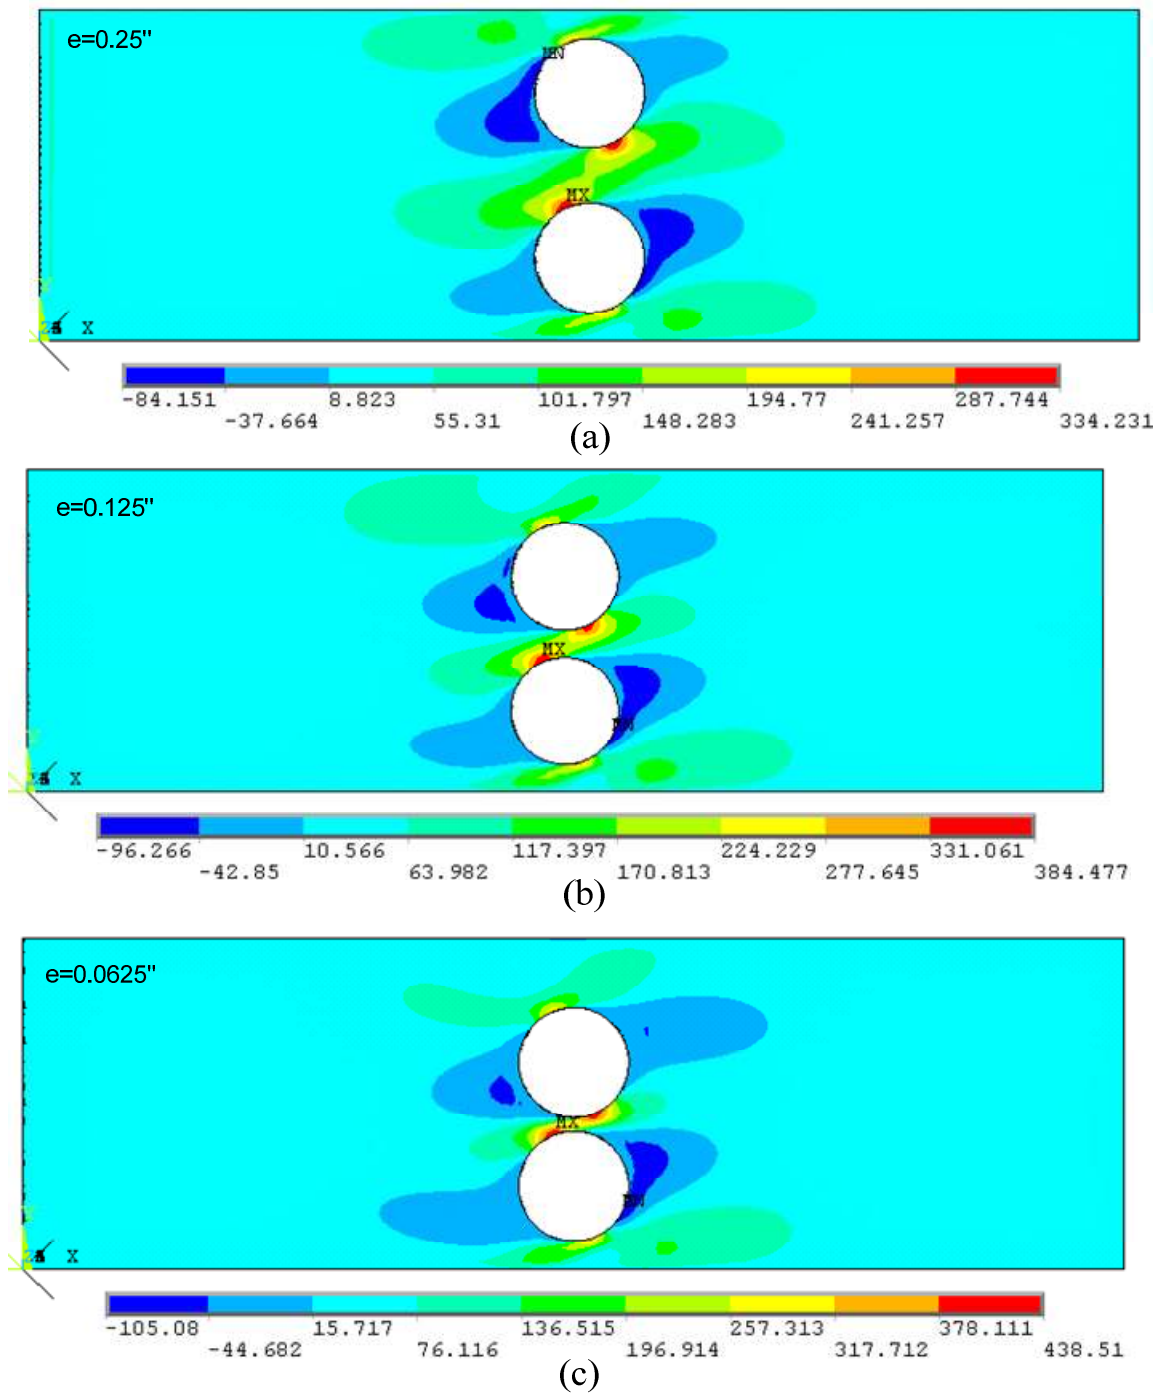 e=0.25"
MX
X
-84.151 8.823 101.797 194.77 287.744
-37.664 55.31 148.283 241.257 334.231
(a)
e=0.125"
MX
X
-96.266 10.566 117.397 224.229 331.061
-42.85 63.982 170.813 277.645 384.477
(b)
e=0.0625"
MX
X
-105.08 15.717 136.515 257.313 378.111
-44.682 76.116 196.914 317.712 438.51
(c)